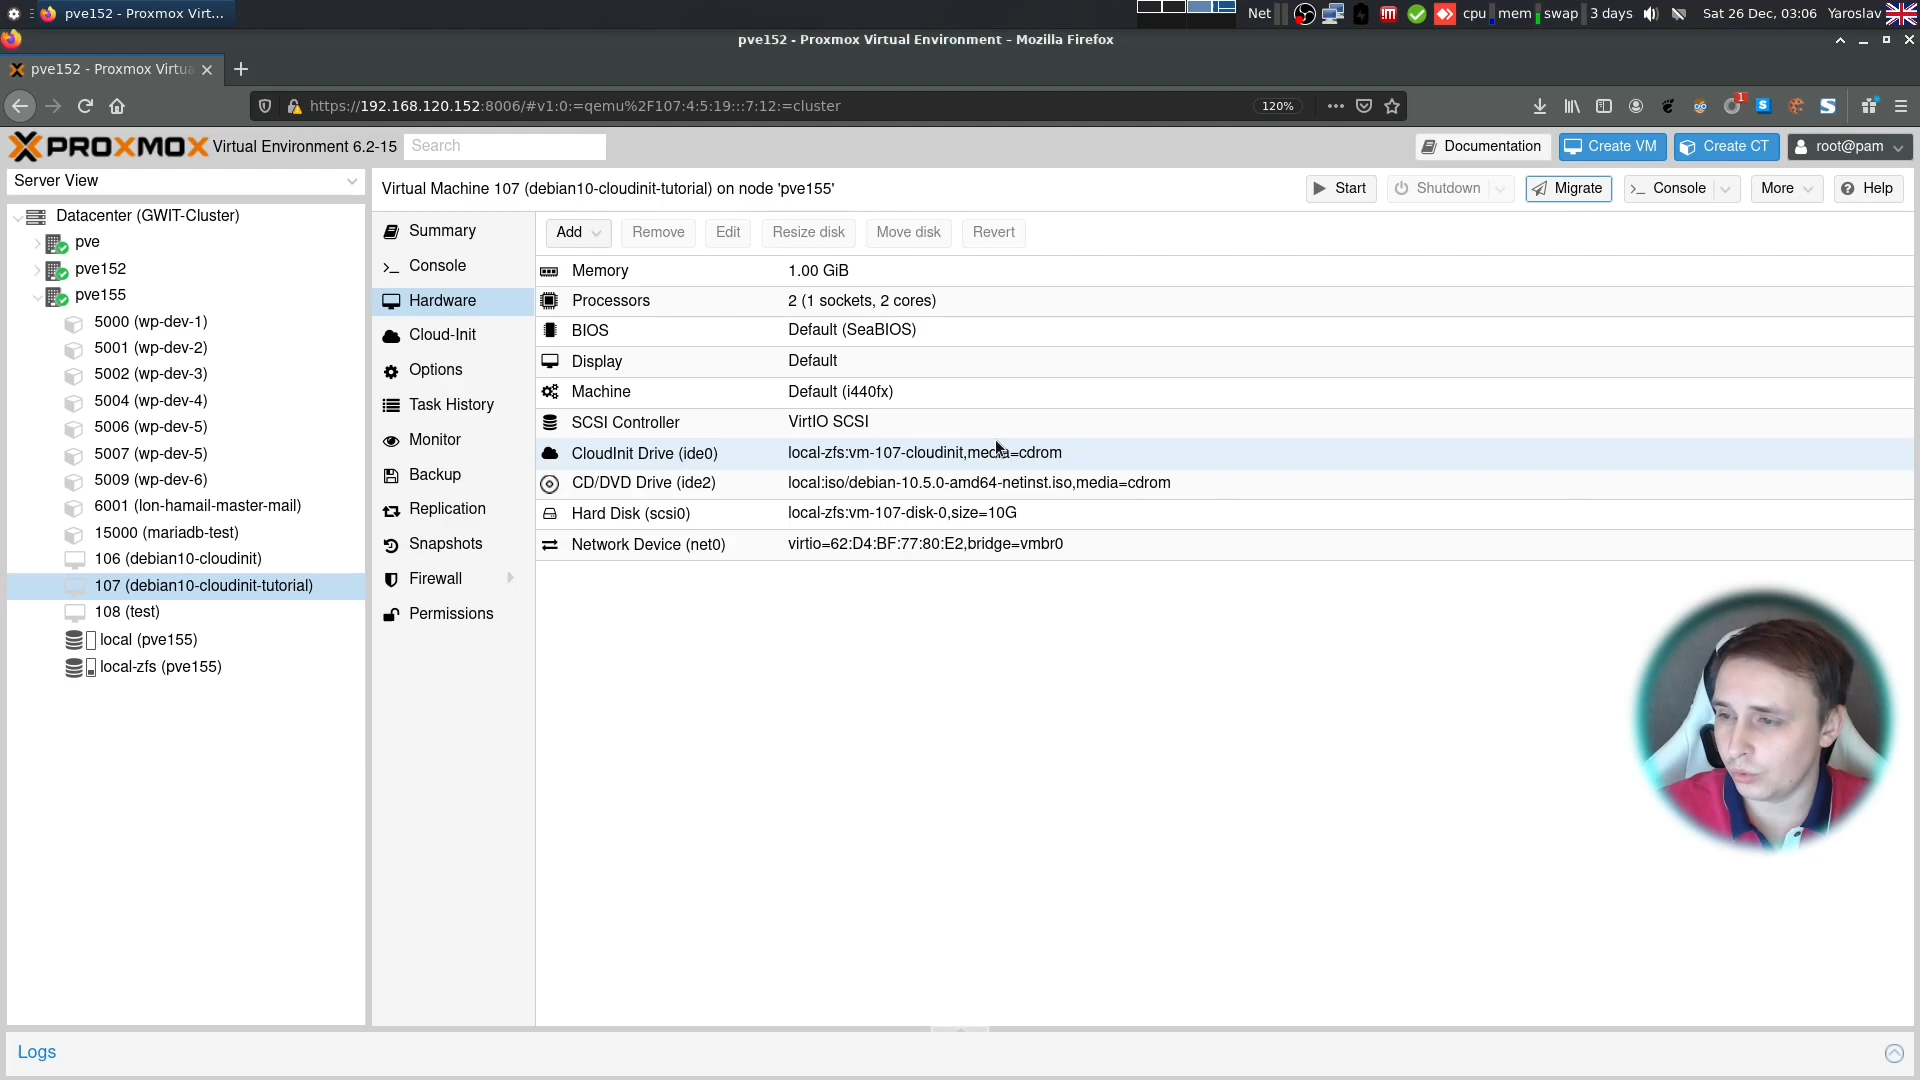 pve152 - Proxmox Virt...
Net
cpu
mem
swap
3 days
Sat 26 Dec, 03:06
Yaroslav
pve152 - Proxmox Virtual Environment - Mozilla Firefox
pve152 - Proxmox Virtua
https://192.168.120.152:8006/#v1:0:=qemu%2F107:4:5:19:::7:12:=cluster
120%
1
PROXMOX Virtual Environment 6.2-15
Search
Documentation
Create VM
Create CT
root@pam
Server View
Virtual Machine 107 (debian10-cloudinit-tutorial) on node 'pve155'
Start
Shutdown
Migrate
Console
More
Help
Datacenter (GWIT-Cluster)
pve
pve152
pve155
5000 (wp-dev-1)
5001 (wp-dev-2)
5002 (wp-dev-3)
5004 (wp-dev-4)
5006 (wp-dev-5)
5007 (wp-dev-5)
5009 (wp-dev-6)
6001 (lon-hamail-master-mail)
15000 (mariadb-test)
106 (debian10-cloudinit)
107 (debian10-cloudinit-tutorial)
108 (test)
local (pve155)
local-zfs (pve155)
Summary
Console
Hardware
Cloud-Init
Options
Task History
Monitor
Backup
Replication
Snapshots
Firewall
Permissions
Add
Remove
Edit
Resize disk
Move disk
Revert
Memory 1.00 GiB
Processors 2 (1 sockets, 2 cores)
BIOS Default (SeaBIOS)
Display Default
Machine Default (i440fx)
SCSI Controller VirtIO SCSI
CloudInit Drive (ide0) local-zfs:vm-107-cloudinit,media=cdrom
CD/DVD Drive (ide2) local:iso/debian-10.5.0-amd64-netinst.iso,media=cdrom
Hard Disk (scsi0) local-zfs:vm-107-disk-0,size=10G
Network Device (net0) virtio=62:D4:BF:77:80:E2,bridge=vmbr0
Logs